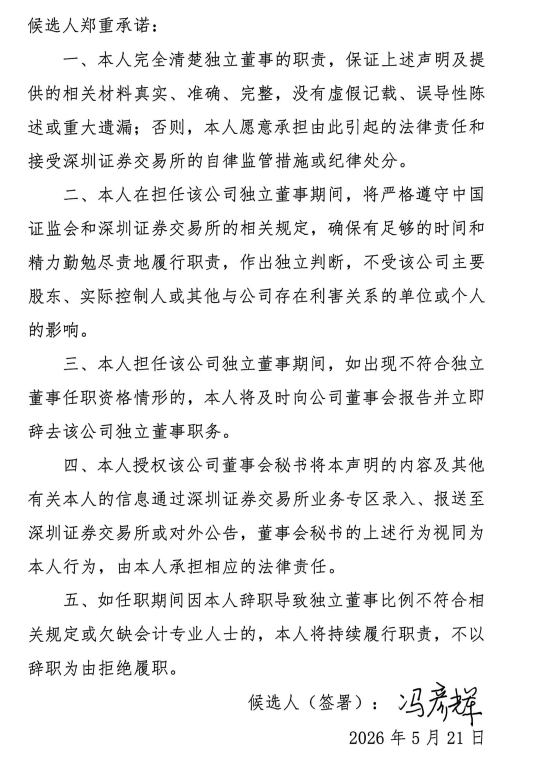 候选人郑重承诺：
一、本人完全清楚独立董事的职责，保证上述声明及提
供的相关材料真实、准确、完整，没有虚假记载、误导性陈
述或重大遗漏；否则，本人愿意承担由此引起的法律责任和
接受深圳证券交易所的自律监管措施或纪律处分。
二、本人在担任该公司独立董事期间，将严格遵守中国
证监会和深圳证券交易所的相关规定，确保有足够的时间和
精力勤勉尽责地履行职责，作出独立判断，不受该公司主要
股东、实际控制人或其他与公司存在利害关系的单位或个人
的影响。
三、本人担任该公司独立董事期间，如出现不符合独立
董事任职资格情形的，本人将及时向公司董事会报告并立即
辞去该公司独立董事职务。
四、本人授权该公司董事会秘书将本声明的内容及其他
有关本人的信息通过深圳证券交易所业务专区录入、报送至
深圳证券交易所或对外公告，董事会秘书的上述行为视同为
本人行为，由本人承担相应的法律责任。
五、如任职期间因本人辞职导致独立董事比例不符合相
关规定或欠缺会计专业人士的，本人将持续履行职责，不以
辞职为由拒绝履职。
候选人（签署）：冯彦辉
2026 年 5 月 21 日